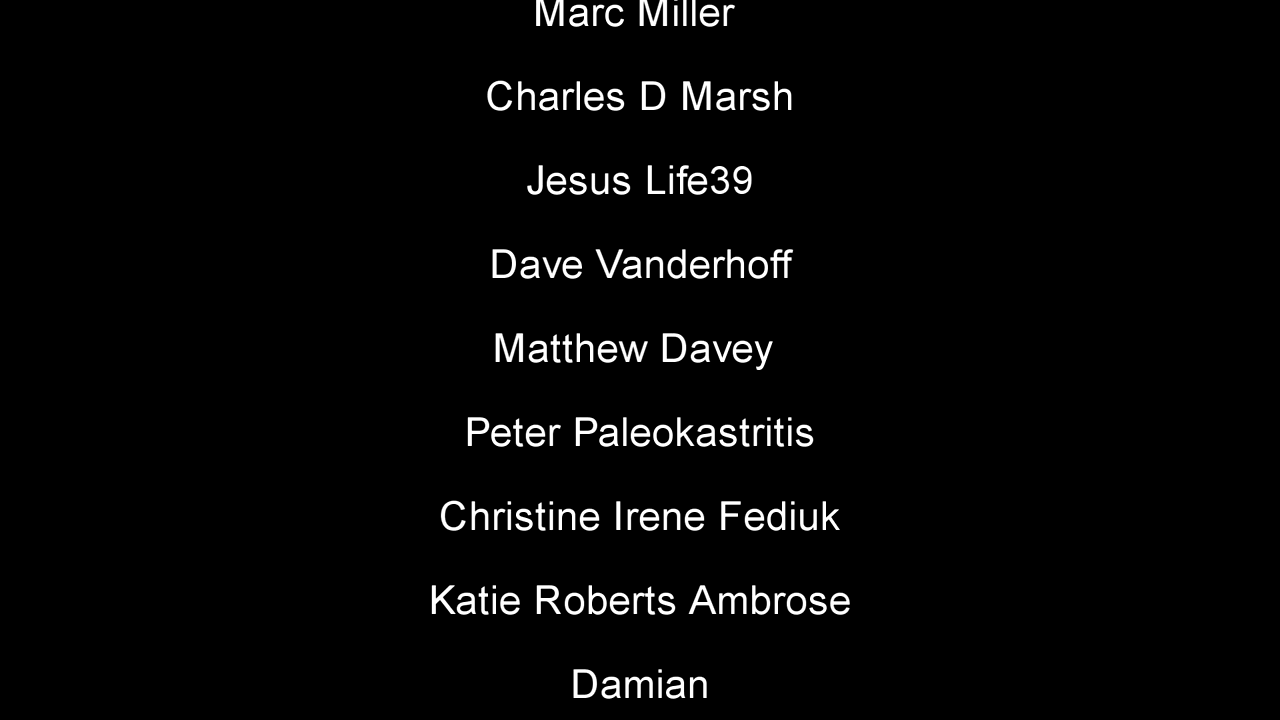 Marc Miller
Charles D Marsh
Jesus Life39
Dave Vanderhoff
Matthew Davey
Peter Paleokastritis
Christine Irene Fediuk
Katie Roberts Ambrose
Damian